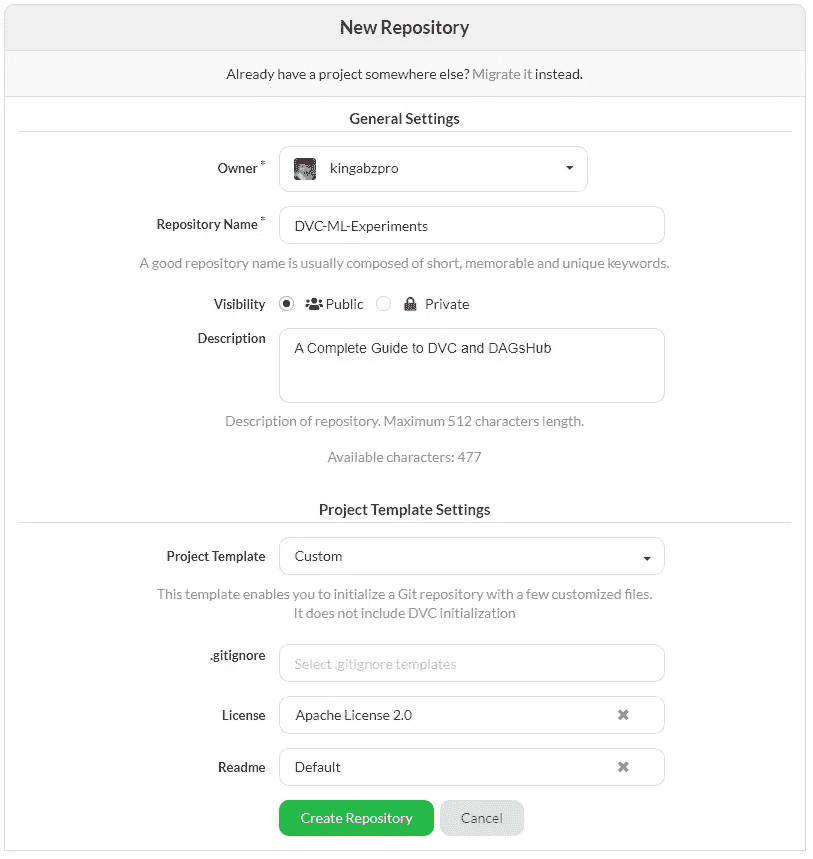 New Repository
Already have a project somewhere else? Migrate it instead.
General Settings
Owner* kingabzpro
Repository Name* DVC-ML-Experiments
A good repository name is usually composed of short, memorable and unique keywords.
Visibility Public Private
Description A Complete Guide to DVC and DAGsHub
Description of repository. Maximum 512 characters length.
Available characters: 477
Project Template Settings
Project Template Custom
This template enables you to initialize a Git repository with a few customized files.
It does not include DVC initialization
.gitignore Select .gitignore templates
License Apache License 2.0
Readme Default
Create Repository Cancel